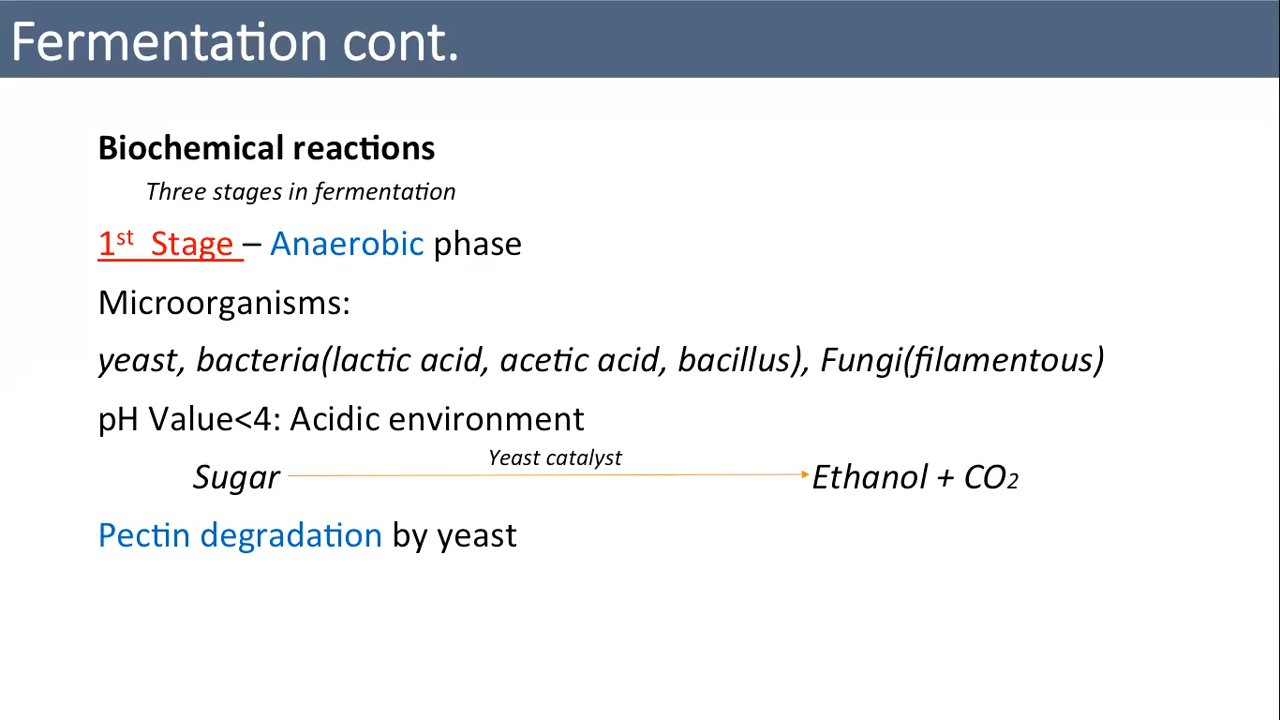 Fermentation cont.
Biochemical reactions
Three stages in fermentation
1st Stage – Anaerobic phase
Microorganisms:
yeast, bacteria(lactic acid, acetic acid, bacillus), Fungi(filamentous)
pH Value<4: Acidic environment
Yeast catalyst
Sugar Ethanol + CO2
Pectin degradation by yeast